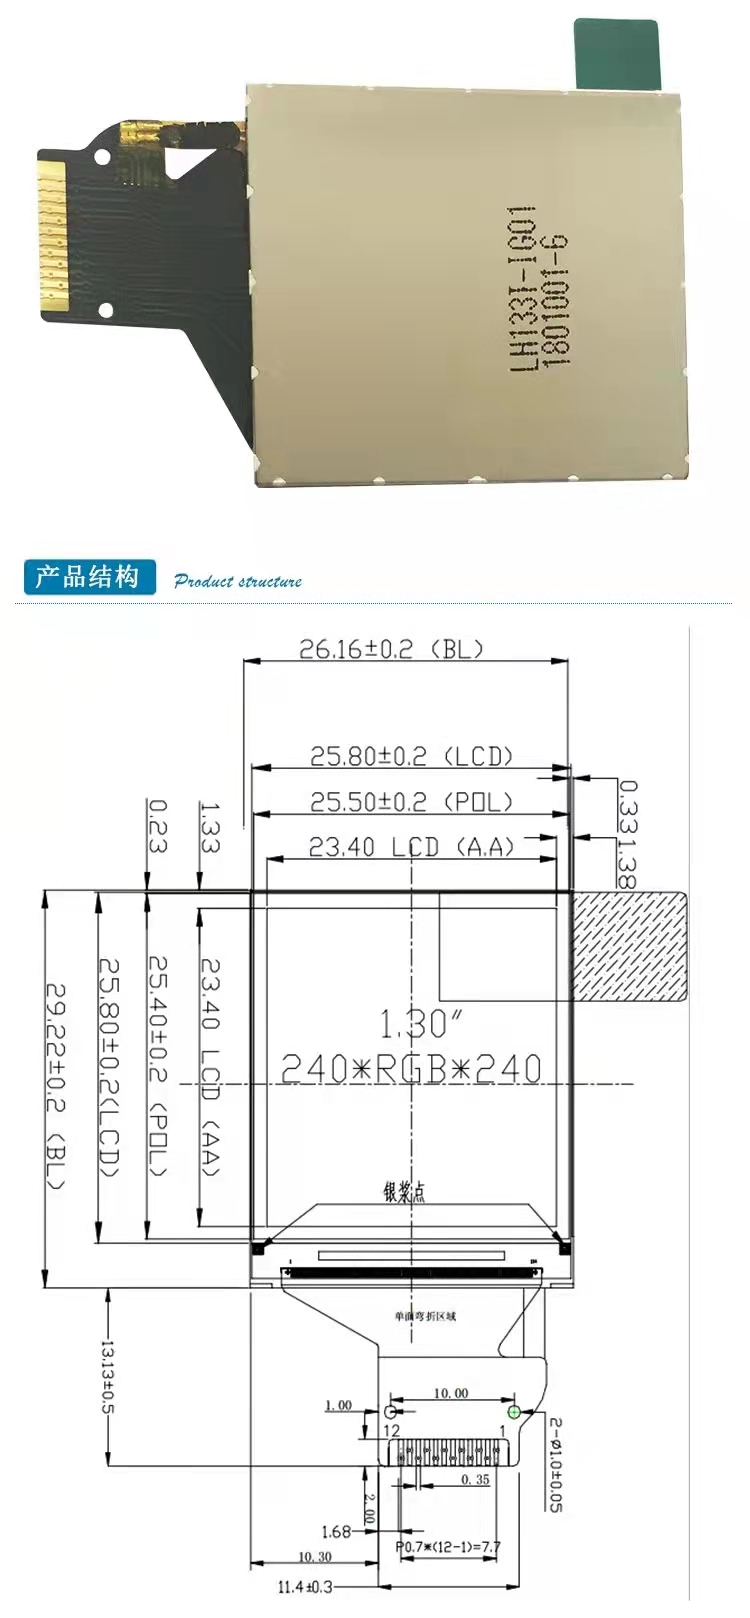 LH133I-IG01
1801001-6
产品结构 Product structure
26.16±0.2 (BL)
25.80±0.2 (LCD)
25.50±0.2 (POL)
23.40 LCD (A.A)
0.33
1.38
0.23
1.33
29.22±0.2 (BL)
25.80±0.2(LCD)
25.40±0.2 (POL)
23.40 LCD (AA)
1.30″
240*RGB*240
银浆点
单面弯折区域
13.13±0.5
1.00
10.00
12
1
2-ø1.0±0.05
0.35
2.00
1.68
P0.7*(12-1)=7.7
10.30
11.4±0.3